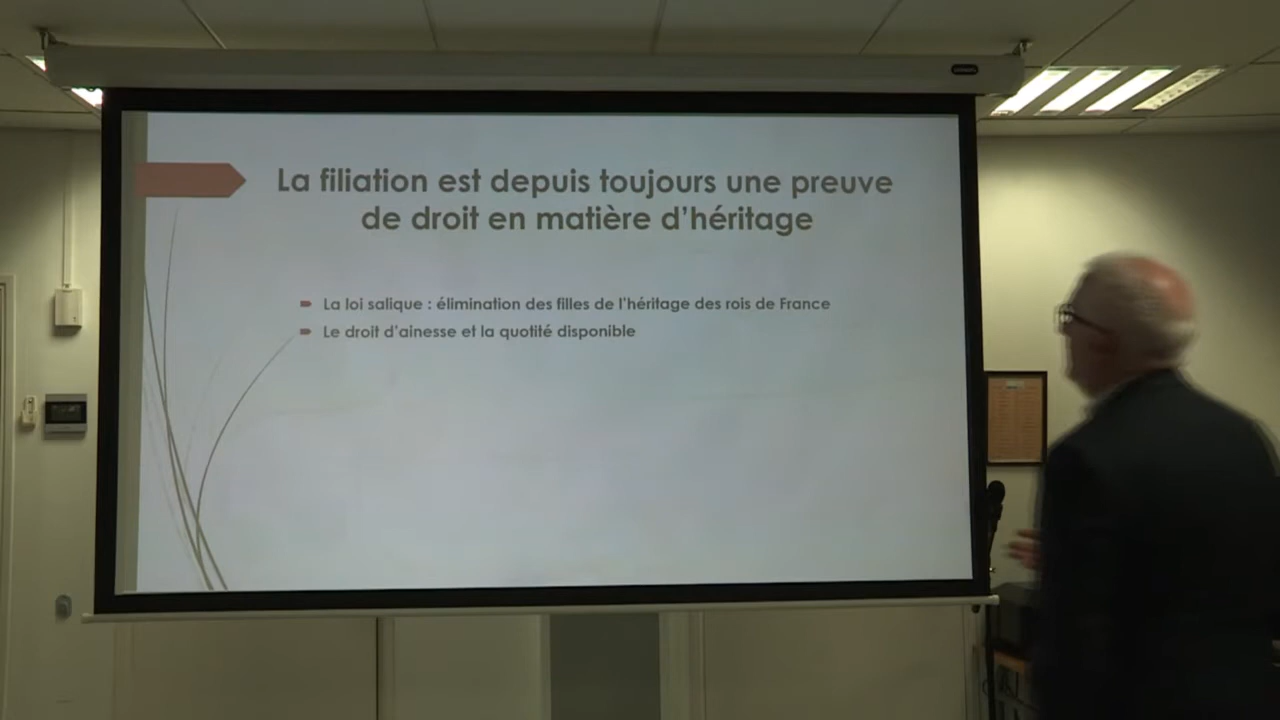 La filiation est depuis toujours une preuve
de droit en matière d'héritage
La loi salique : élimination des filles de l'héritage des rois de France
Le droit d'ainesse et la quotité disponible